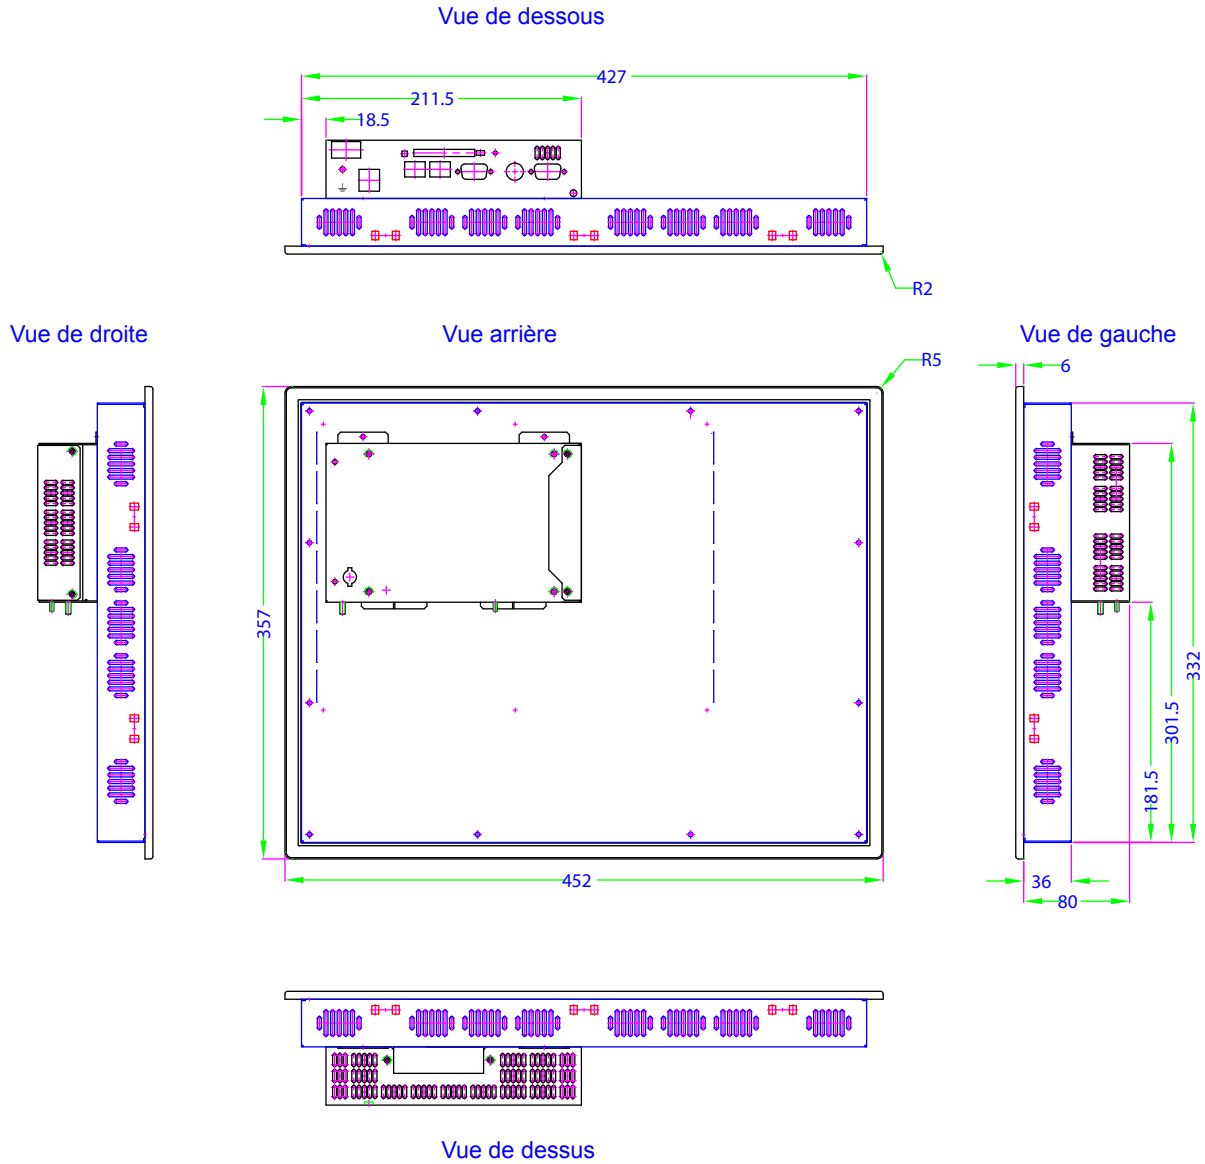 Vue de dessous
427
211.5
18.5
R2
Vue de droite
Vue arrière
Vue de gauche
R5
6
357
332
301.5
181.5
452
36
80
Vue de dessus